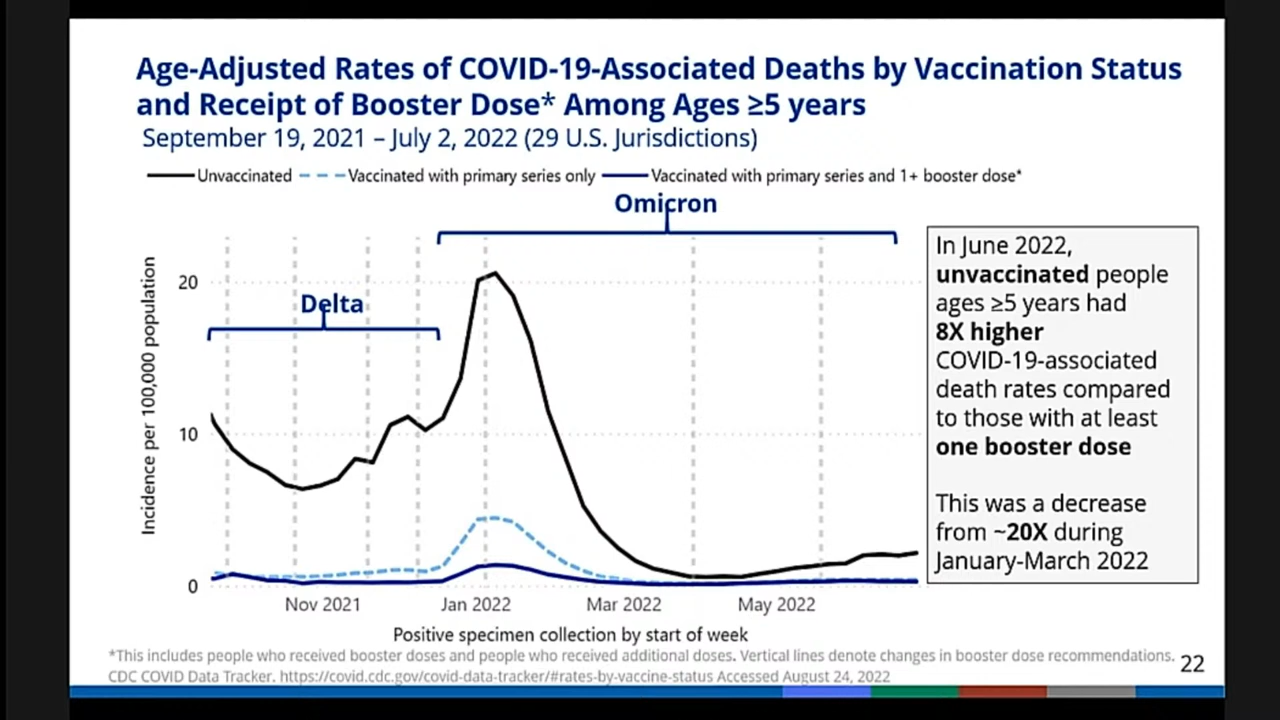 Age-Adjusted Rates of COVID-19-Associated Deaths by Vaccination Status
and Receipt of Booster Dose* Among Ages ≥5 years
September 19, 2021 – July 2, 2022 (29 U.S. Jurisdictions)
Unvaccinated Vaccinated with primary series only Vaccinated with primary series and 1+ booster dose*
Omicron
Delta
Incidence per 100,000 population
20
10
0
Nov 2021 Jan 2022 Mar 2022 May 2022
Positive specimen collection by start of week
In June 2022,
unvaccinated people
ages ≥5 years had
8X higher
COVID-19-associated
death rates compared
to those with at least
one booster dose
This was a decrease
from ~20X during
January-March 2022
*This includes people who received booster doses and people who received additional doses. Vertical lines denote changes in booster dose recommendations.
CDC COVID Data Tracker. https://covid.cdc.gov/covid-data-tracker/#rates-by-vaccine-status Accessed August 24, 2022
22